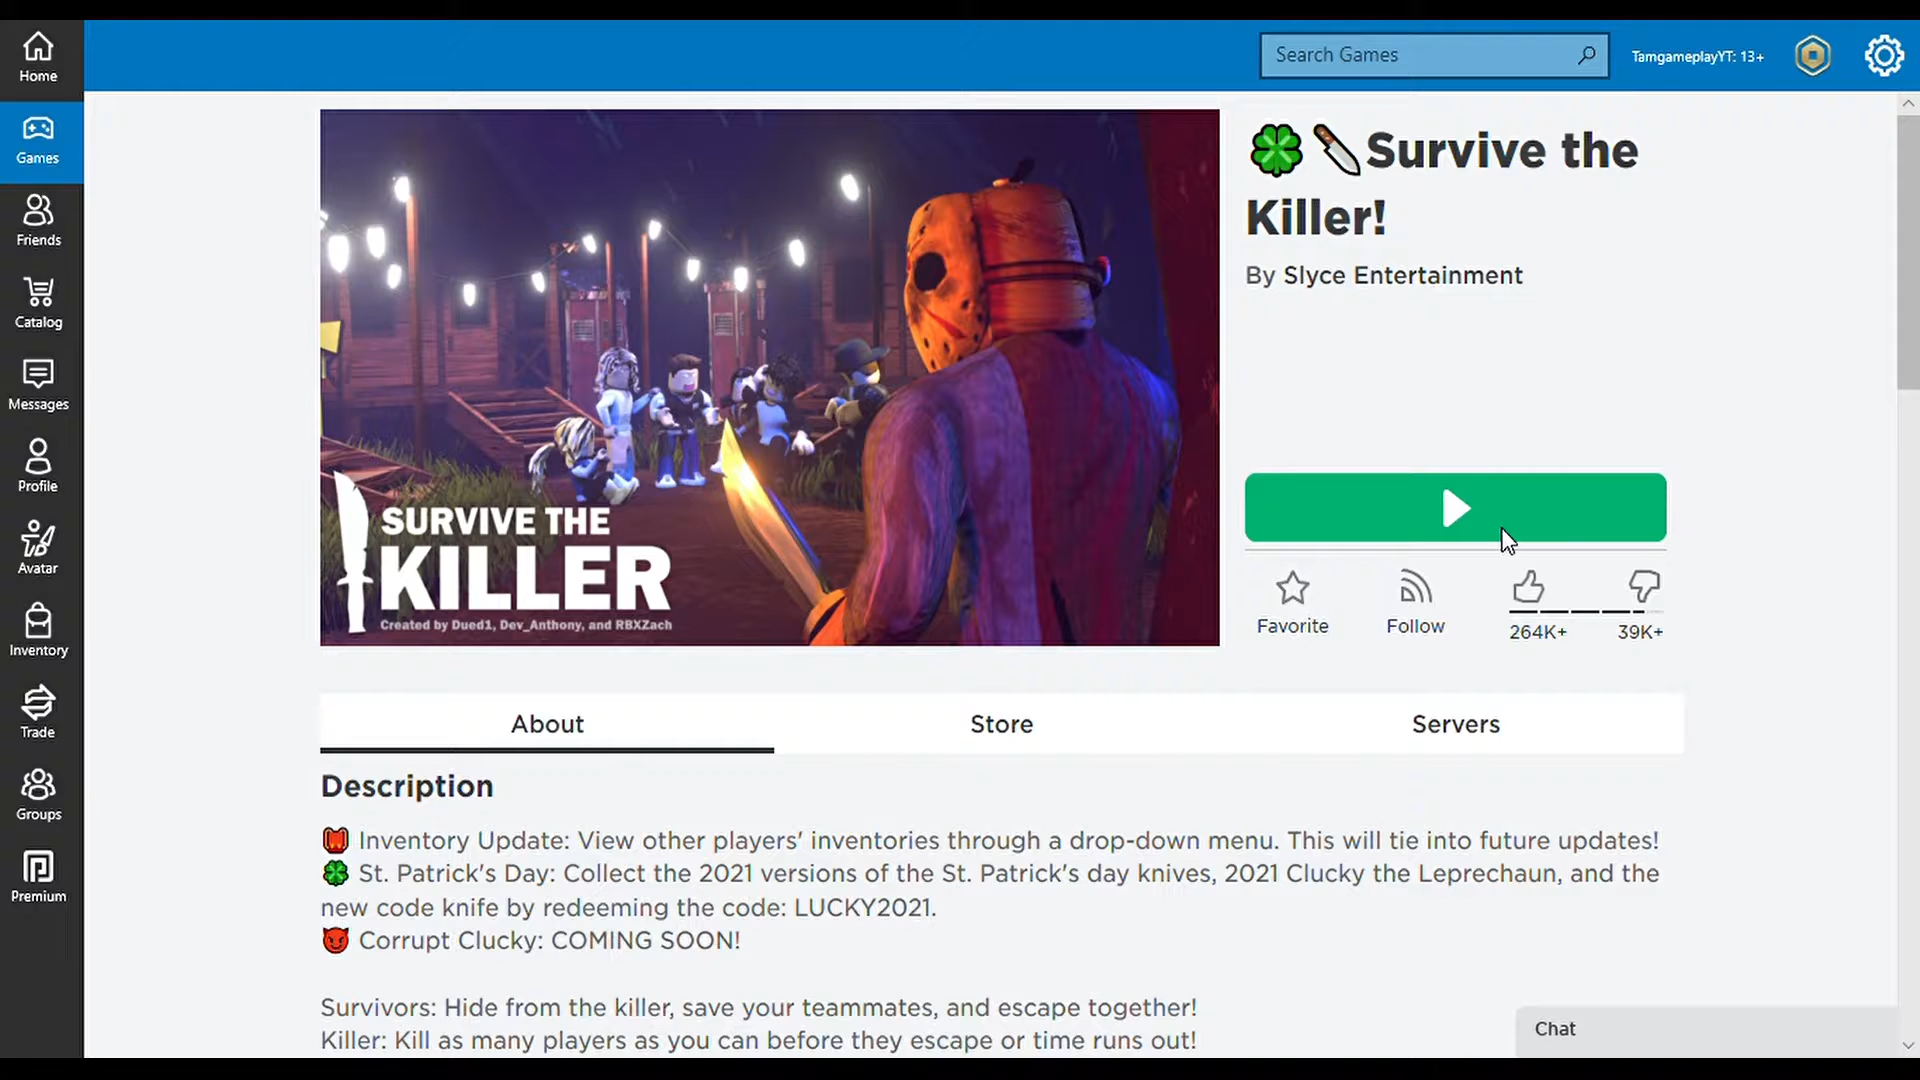 Home
Games
Friends
Catalog
Messages
Profile
Avatar
Inventory
Trade
Groups
Premium
Search Games
TamgameplayYT: 13+
SURVIVE THE
KILLER
Created by Dued1, Dev_Anthony, and RBXZach
🍀🔪Survive the
Killer!
By Slyce Entertainment
Favorite
Follow
264K+
39K+
About
Store
Servers
Description
Inventory Update: View other players' inventories through a drop-down menu. This will tie into future updates!
🍀 St. Patrick's Day: Collect the 2021 versions of the St. Patrick's day knives, 2021 Clucky the Leprechaun, and the
new code knife by redeeming the code: LUCKY2021.
😈 Corrupt Clucky: COMING SOON!
Survivors: Hide from the killer, save your teammates, and escape together!
Killer: Kill as many players as you can before they escape or time runs out!
Chat